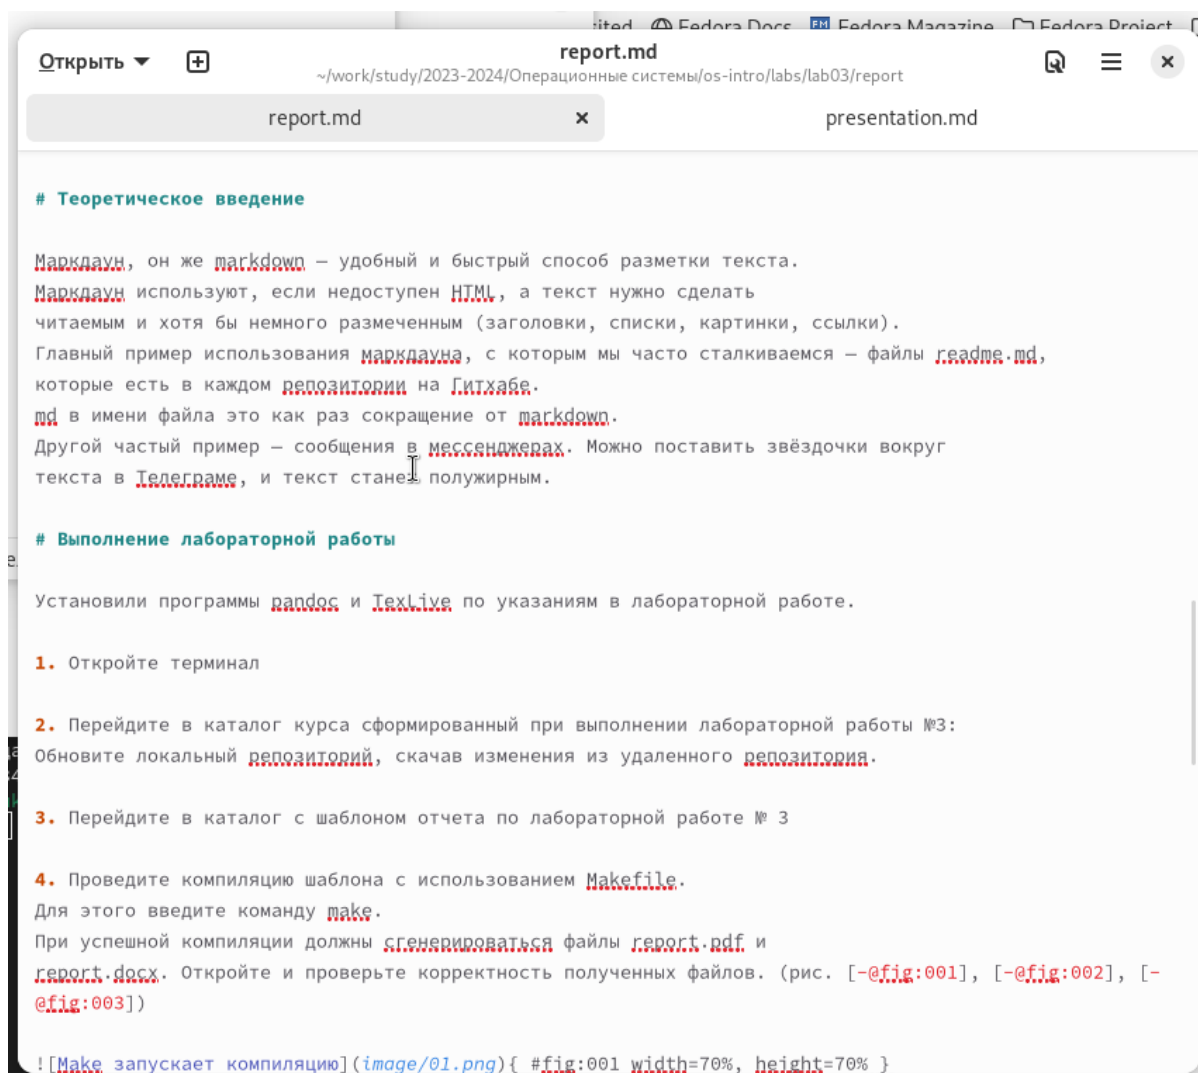 ited Fedora Docs FM Fedora Magazine Fedora Project
Открыть report.md
~/work/study/2023-2024/Операционные системы/os-intro/labs/lab03/report
report.md presentation.md
# Теоретическое введение
Маркдаун, он же markdown — удобный и быстрый способ разметки текста.
Маркдаун используют, если недоступен HTML, а текст нужно сделать
читаемым и хотя бы немного размеченным (заголовки, списки, картинки, ссылки).
Главный пример использования маркдауна, с которым мы часто сталкиваемся — файлы readme.md,
которые есть в каждом репозитории на Гитхабе.
md в имени файла это как раз сокращение от markdown.
Другой частый пример — сообщения в мессенджерах. Можно поставить звёздочки вокруг
текста в Телеграме, и текст станет полужирным.
# Выполнение лабораторной работы
Установили программы pandoc и TexLive по указаниям в лабораторной работе.
1. Откройте терминал
2. Перейдите в каталог курса сформированный при выполнении лабораторной работы №3:
Обновите локальный репозиторий, скачав изменения из удаленного репозитория.
3. Перейдите в каталог с шаблоном отчета по лабораторной работе № 3
4. Проведите компиляцию шаблона с использованием Makefile.
Для этого введите команду make.
При успешной компиляции должны сгенерироваться файлы report.pdf и
report.docx. Откройте и проверьте корректность полученных файлов. (рис. [-@fig:001], [-@fig:002], [-
@fig:003])
![Make запускает компиляцию](image/01.png){ #fig:001 width=70%, height=70% }